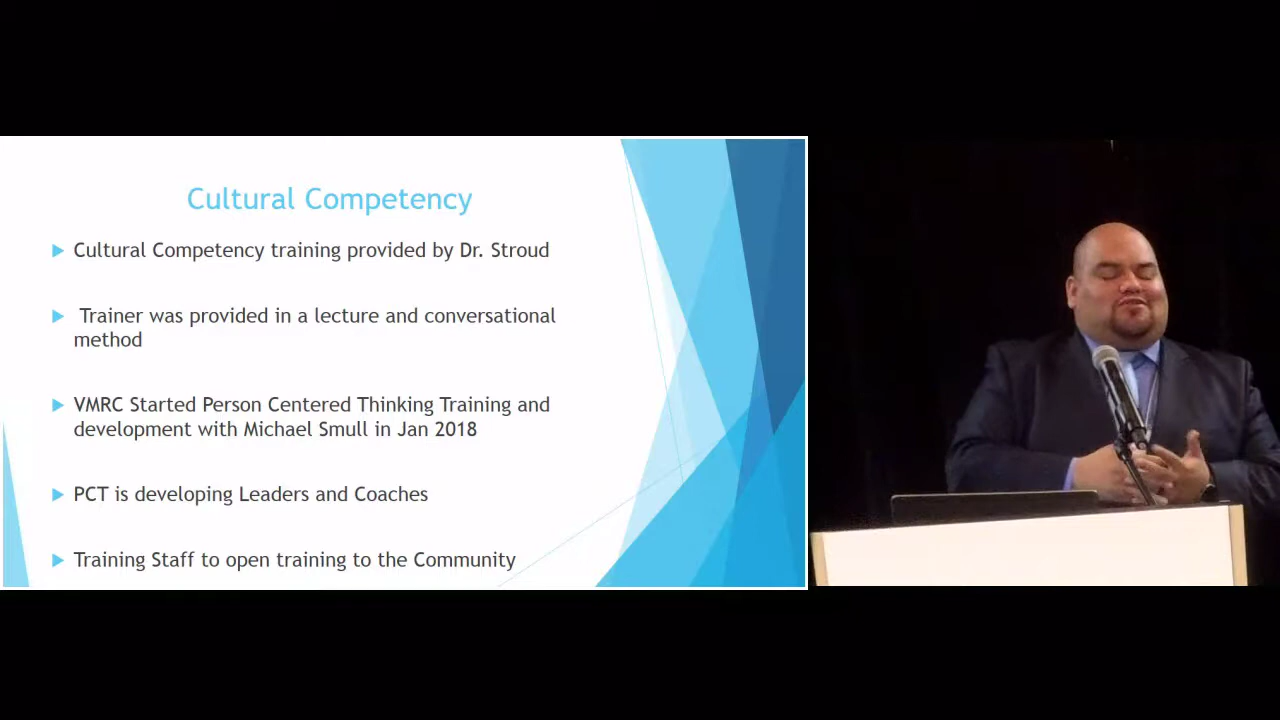 Cultural Competency
Cultural Competency training provided by Dr. Stroud
Trainer was provided in a lecture and conversational
method
VMRC Started Person Centered Thinking Training and
development with Michael Smull in Jan 2018
PCT is developing Leaders and Coaches
Training Staff to open training to the Community